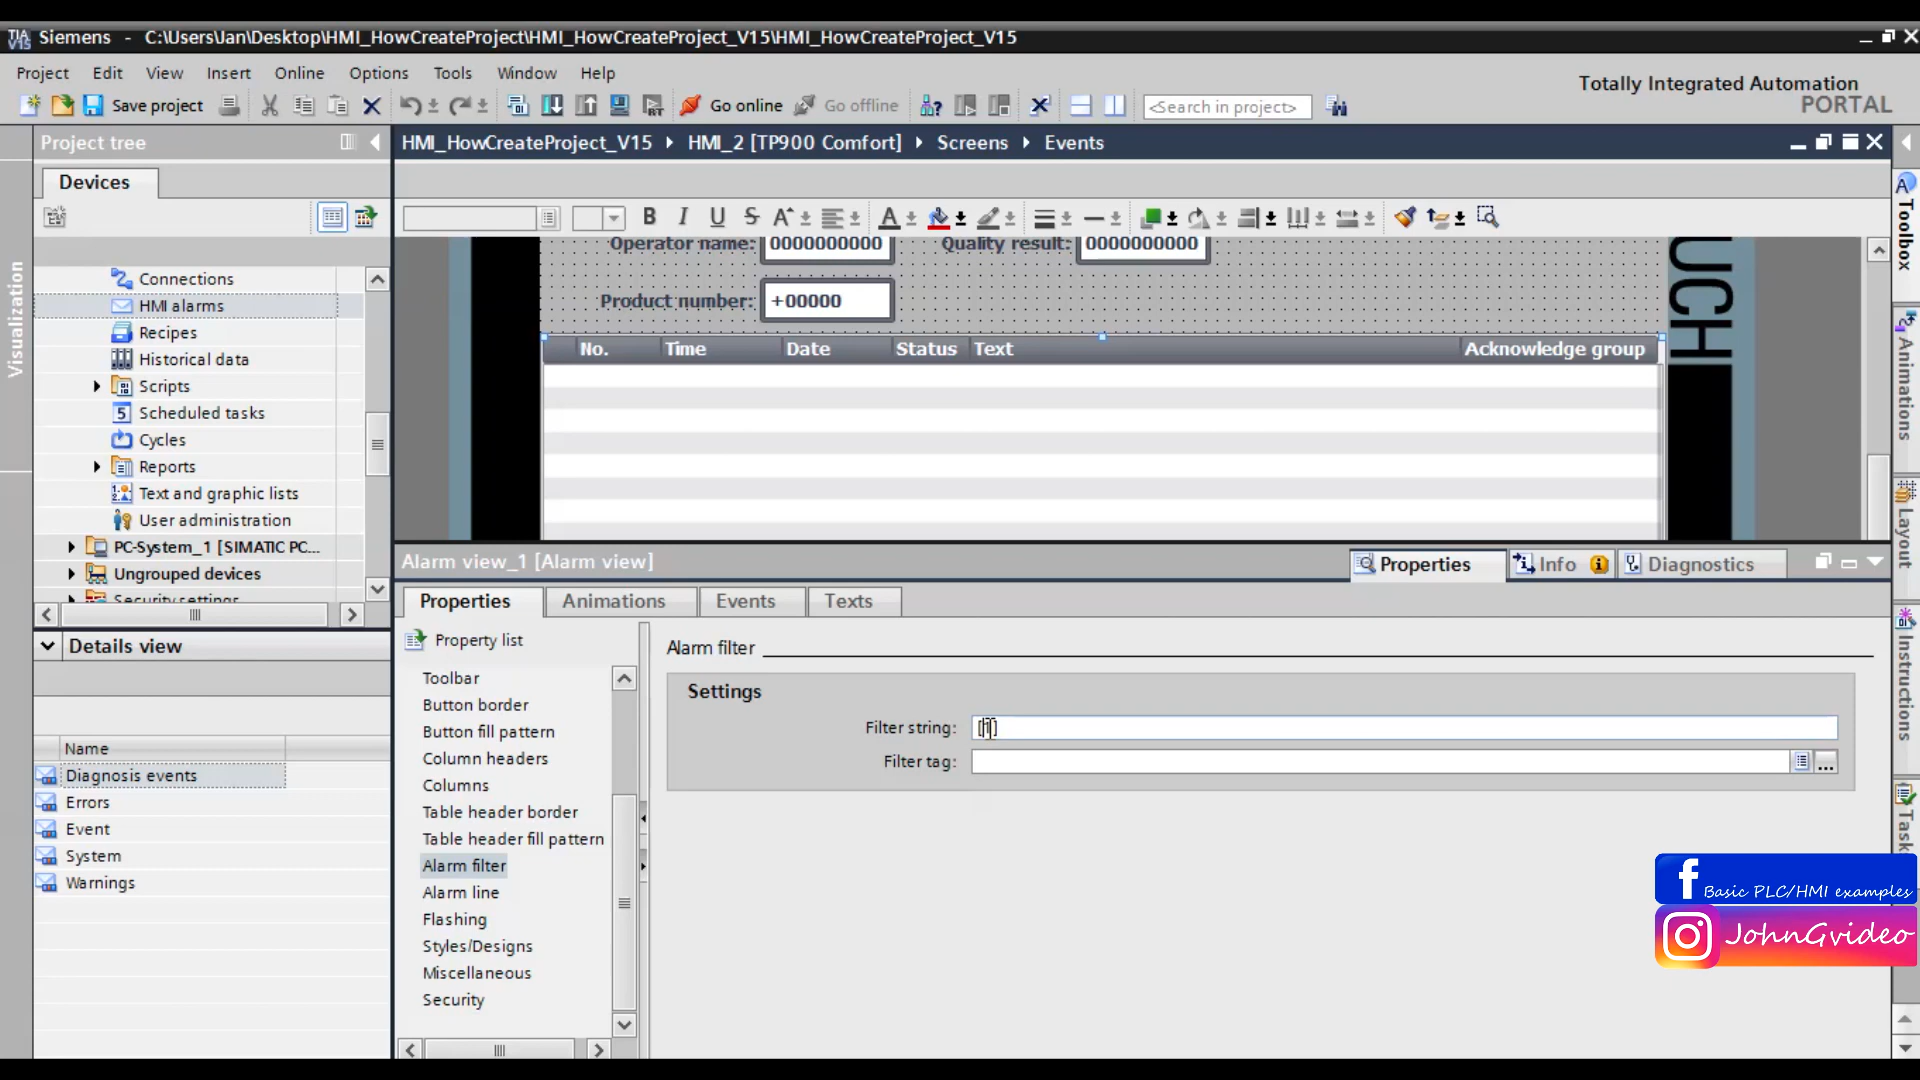 Siemens - C:\Users\Jan\Desktop\HMI_HowCreateProject\HMI_HowCreateProject_V15\HMI_HowCreateProject_V15
Project Edit View Insert Online Options Tools Window Help
Totally Integrated Automation
PORTAL
Save project Go online Go offline <Search in project>
Project tree
HMI_HowCreateProject_V15 HMI_2 [TP900 Comfort] Screens Events
Devices
Visualization
Connections
HMI alarms
Recipes
Historical data
Scripts
Scheduled tasks
Cycles
Reports
Text and graphic lists
User administration
PC-System_1 [SIMATIC PC...
Ungrouped devices
Security settings
Details view
Name
Diagnosis events
Errors
Event
System
Warnings
Operator name: 0000000000 Quality result: 0000000000
Product number: +00000
UCH
No. Time Date Status Text Acknowledge group
Alarm view_1 [Alarm view]
Properties Info Diagnostics
Properties Animations Events Texts
Property list
Toolbar
Button border
Button fill pattern
Column headers
Columns
Table header border
Table header fill pattern
Alarm filter
Alarm line
Flashing
Styles/Designs
Miscellaneous
Security
Alarm filter
Settings
Filter string:
Filter tag:
Toolbox
Animations
Layout
Instructions
Task
Basic PLC/HMI examples
JohnGvideo